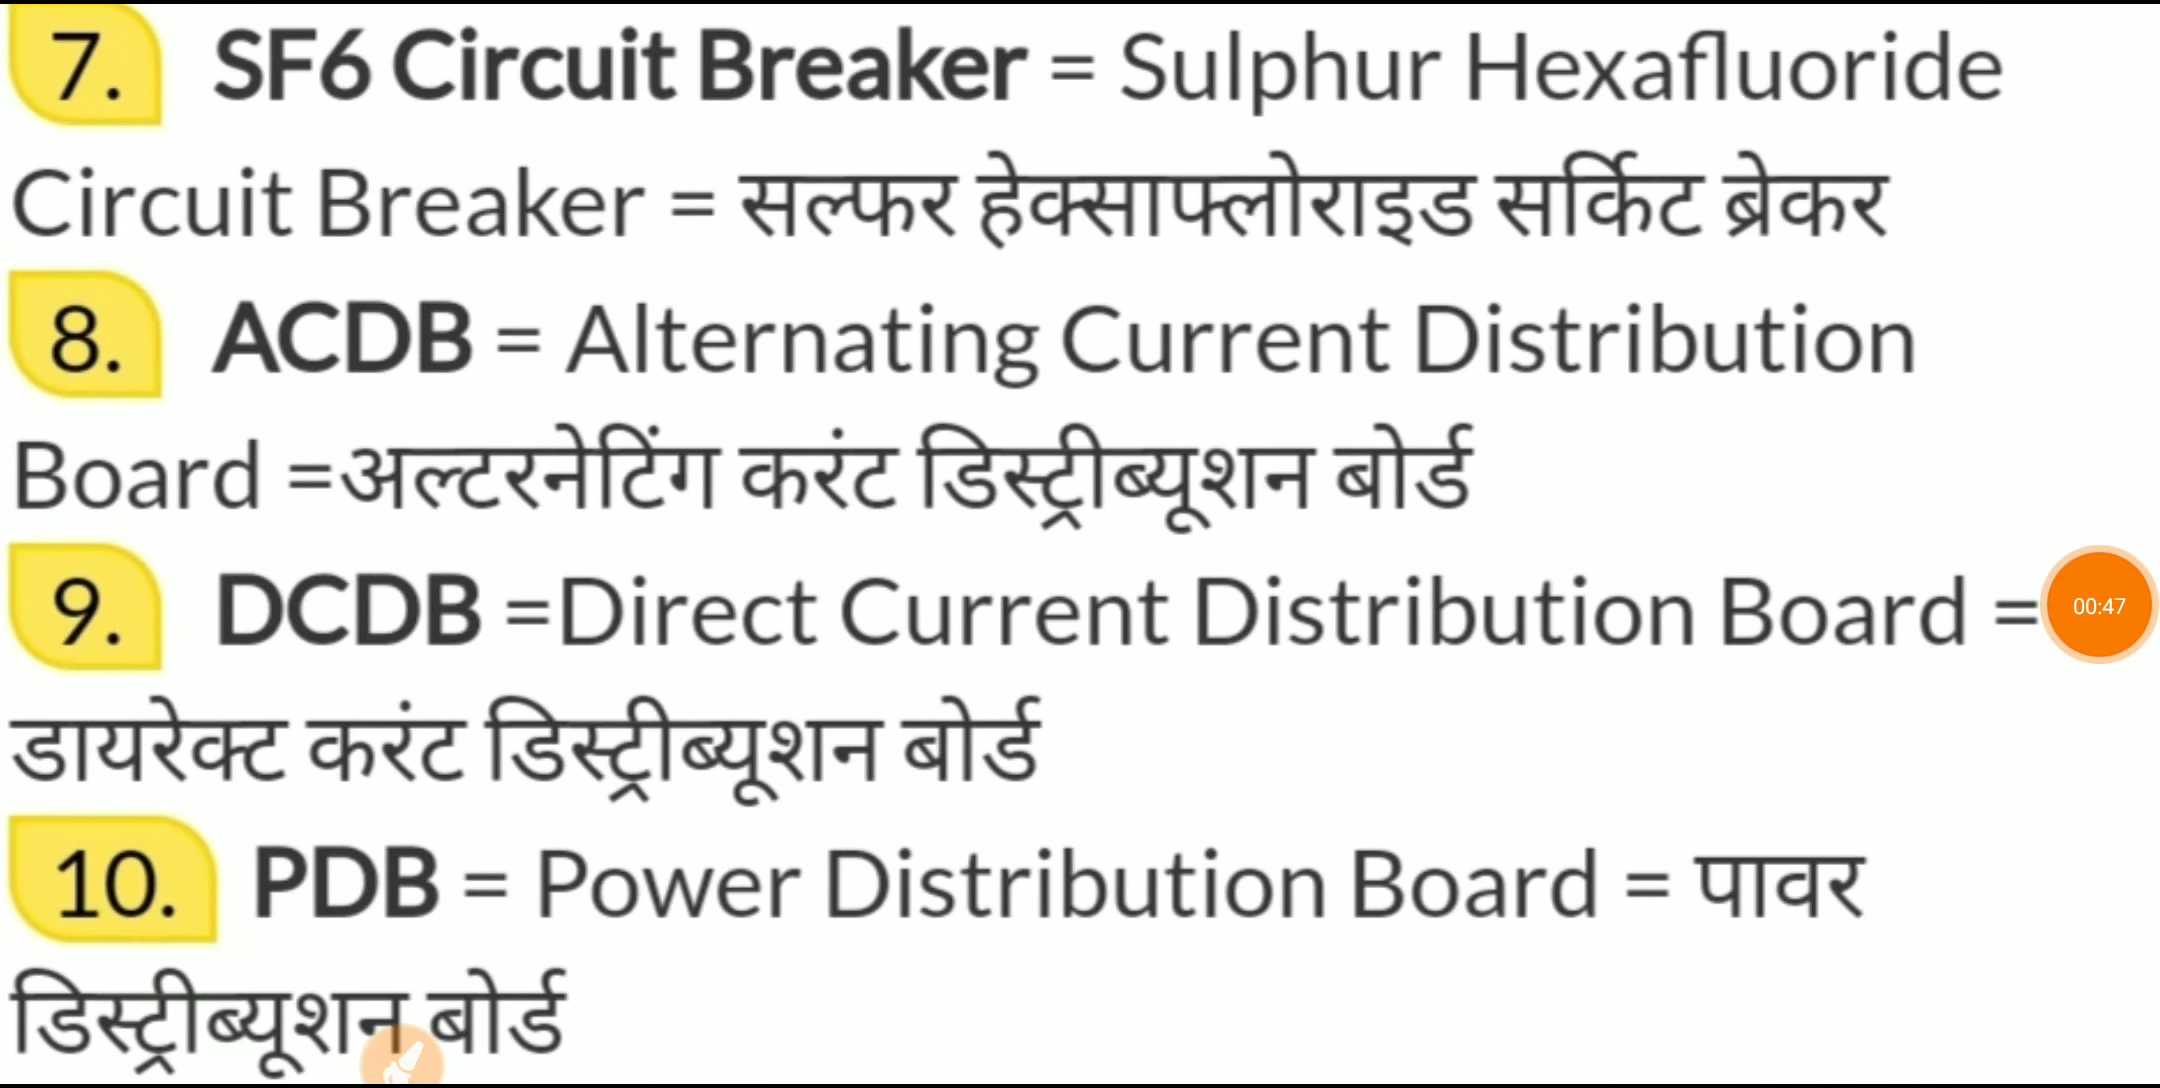 7. SF6 Circuit Breaker = Sulphur Hexafluoride
Circuit Breaker = सल्फर हेक्साफ्लोराइड सर्किट ब्रेकर
8. ACDB = Alternating Current Distribution
Board =अल्टरनेटिंग करंट डिस्ट्रीब्यूशन बोर्ड
9. DCDB =Direct Current Distribution Board =
00:47
डायरेक्ट करंट डिस्ट्रीब्यूशन बोर्ड
10. PDB = Power Distribution Board = पावर
डिस्ट्रीब्यूशन बोर्ड